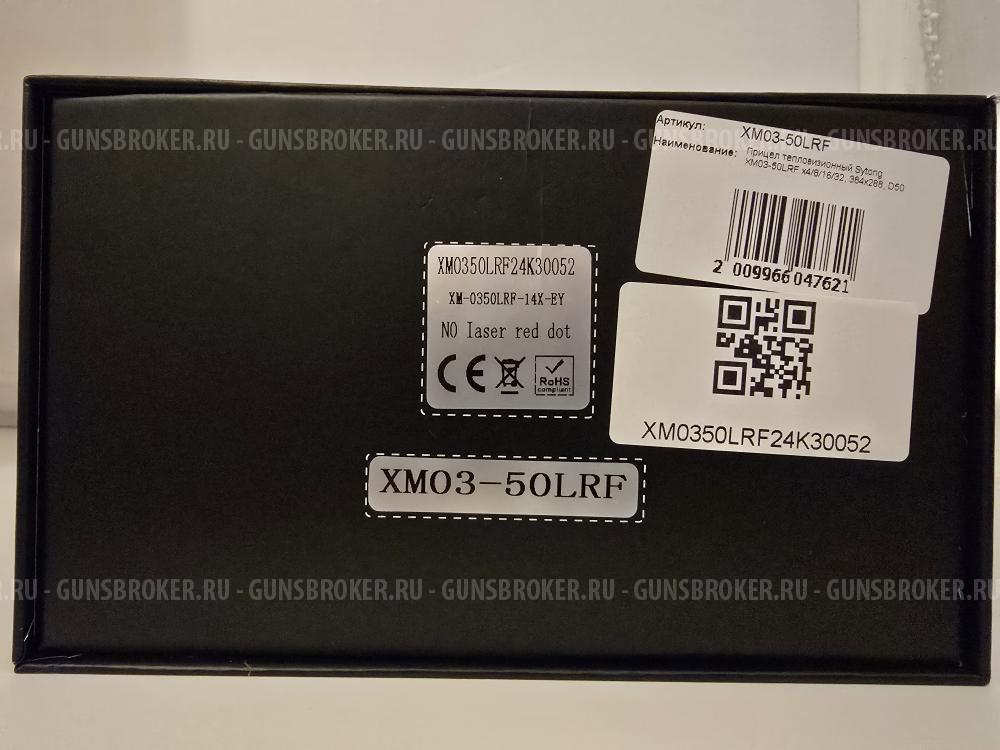 .RU - GUNSBROKER.RU - GUNSBROKER.RU - GUNSBROKER.RU - GUNSBROKER.RU - GUNSBROKER.RU
Артикул: XM03-50LRF
Наименование: Прицел тепловизионный Sytong
XM03-50LRF x4/8/16/32, 384x288, D50
2 009966 047621
XM0350LRF24K30052
XM-0350LRF-14X-EY
NO laser red dot
CE
RoHS
compliant
XM0350LRF24K30052
XM03-50LRF
.RU - GUNSBROKER.RU - GUNSBROKER.RU - GUNSBROKER.RU - GUNSBROKER.RU - GUNSBROKER.RU